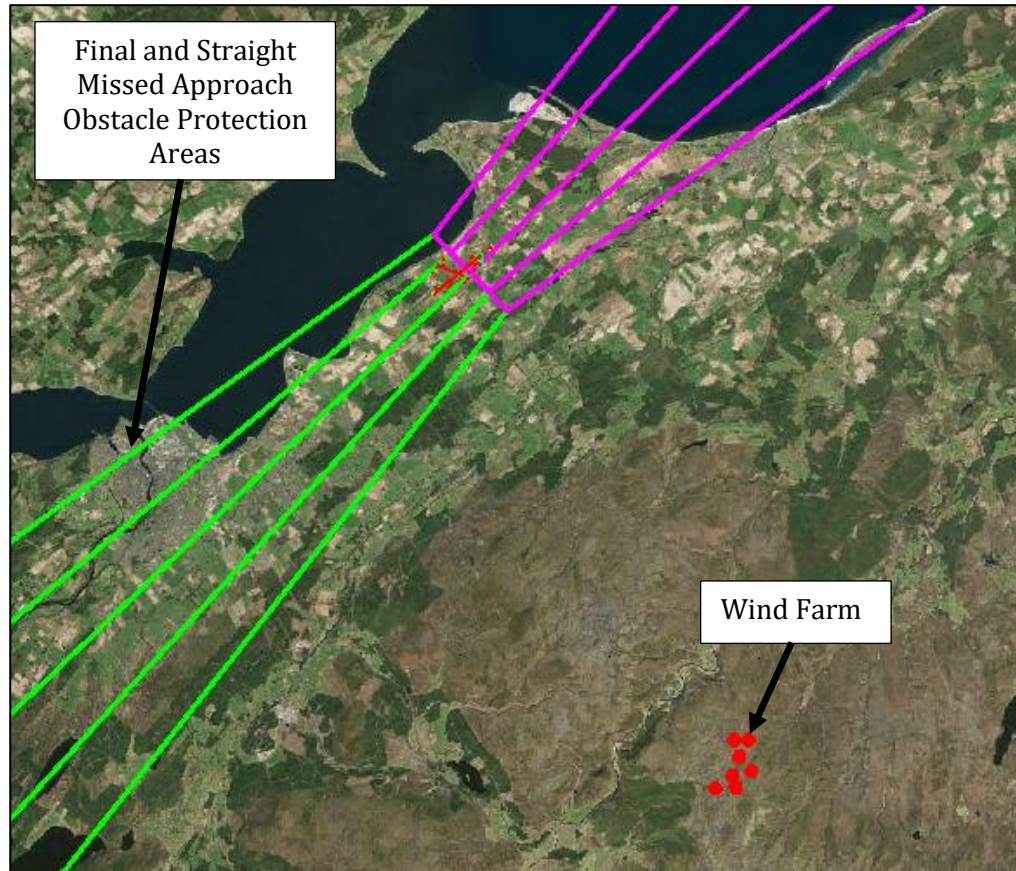 Final and Straight
Missed Approach
Obstacle Protection
Areas
Wind Farm